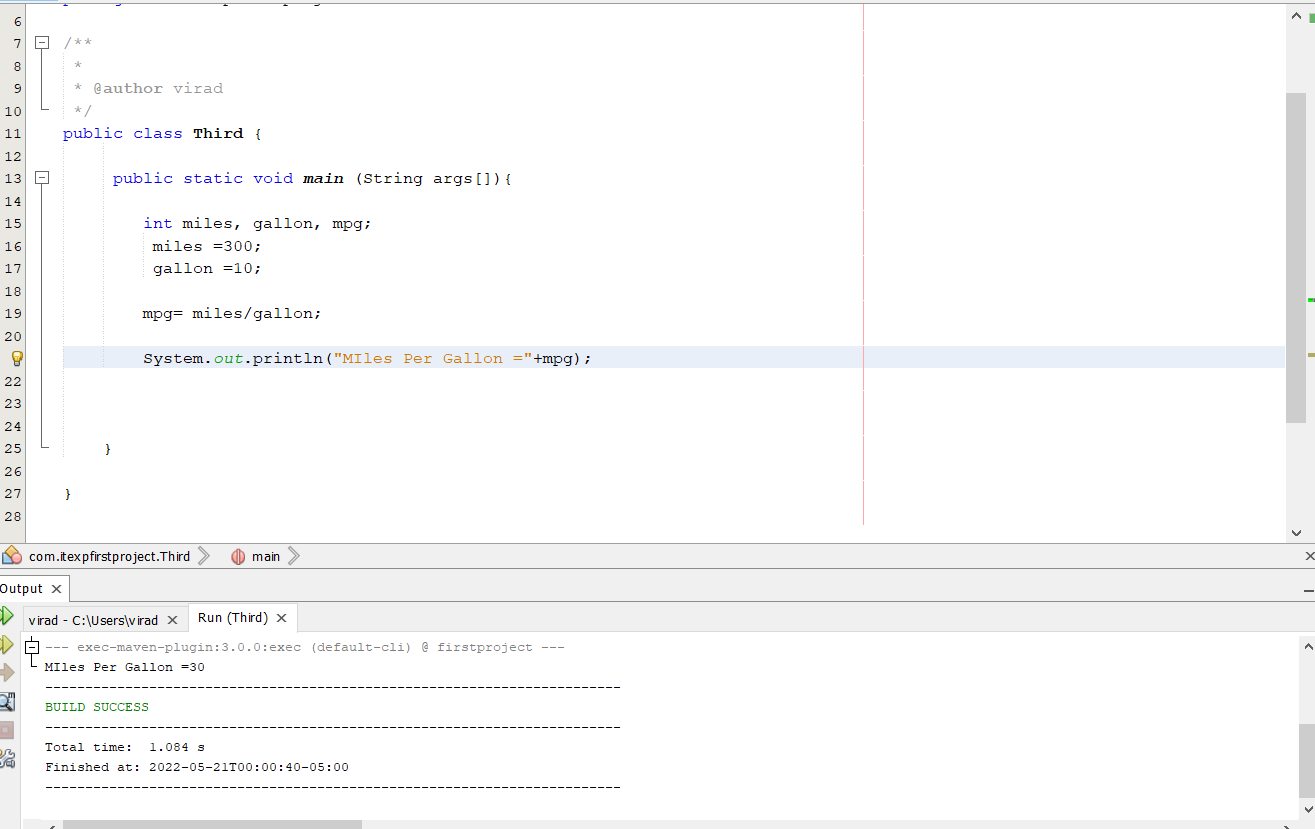 6
7 /**
8 *
9 * @author virad
10 */
11 public class Third {
12
13 public static void main (String args[]){
14
15 int miles, gallon, mpg;
16 miles =300;
17 gallon =10;
18
19 mpg= miles/gallon;
20
System.out.println("MIles Per Gallon ="+mpg);
22
23
24
25 }
26
27 }
28
com.itexpfirstproject.Third main
Output
virad - C:\Users\virad Run (Third)
--- exec-maven-plugin:3.0.0:exec (default-cli) @ firstproject ---
MIles Per Gallon =30
------------------------------------------------------------------------
BUILD SUCCESS
------------------------------------------------------------------------
Total time: 1.084 s
Finished at: 2022-05-21T00:00:40-05:00
------------------------------------------------------------------------